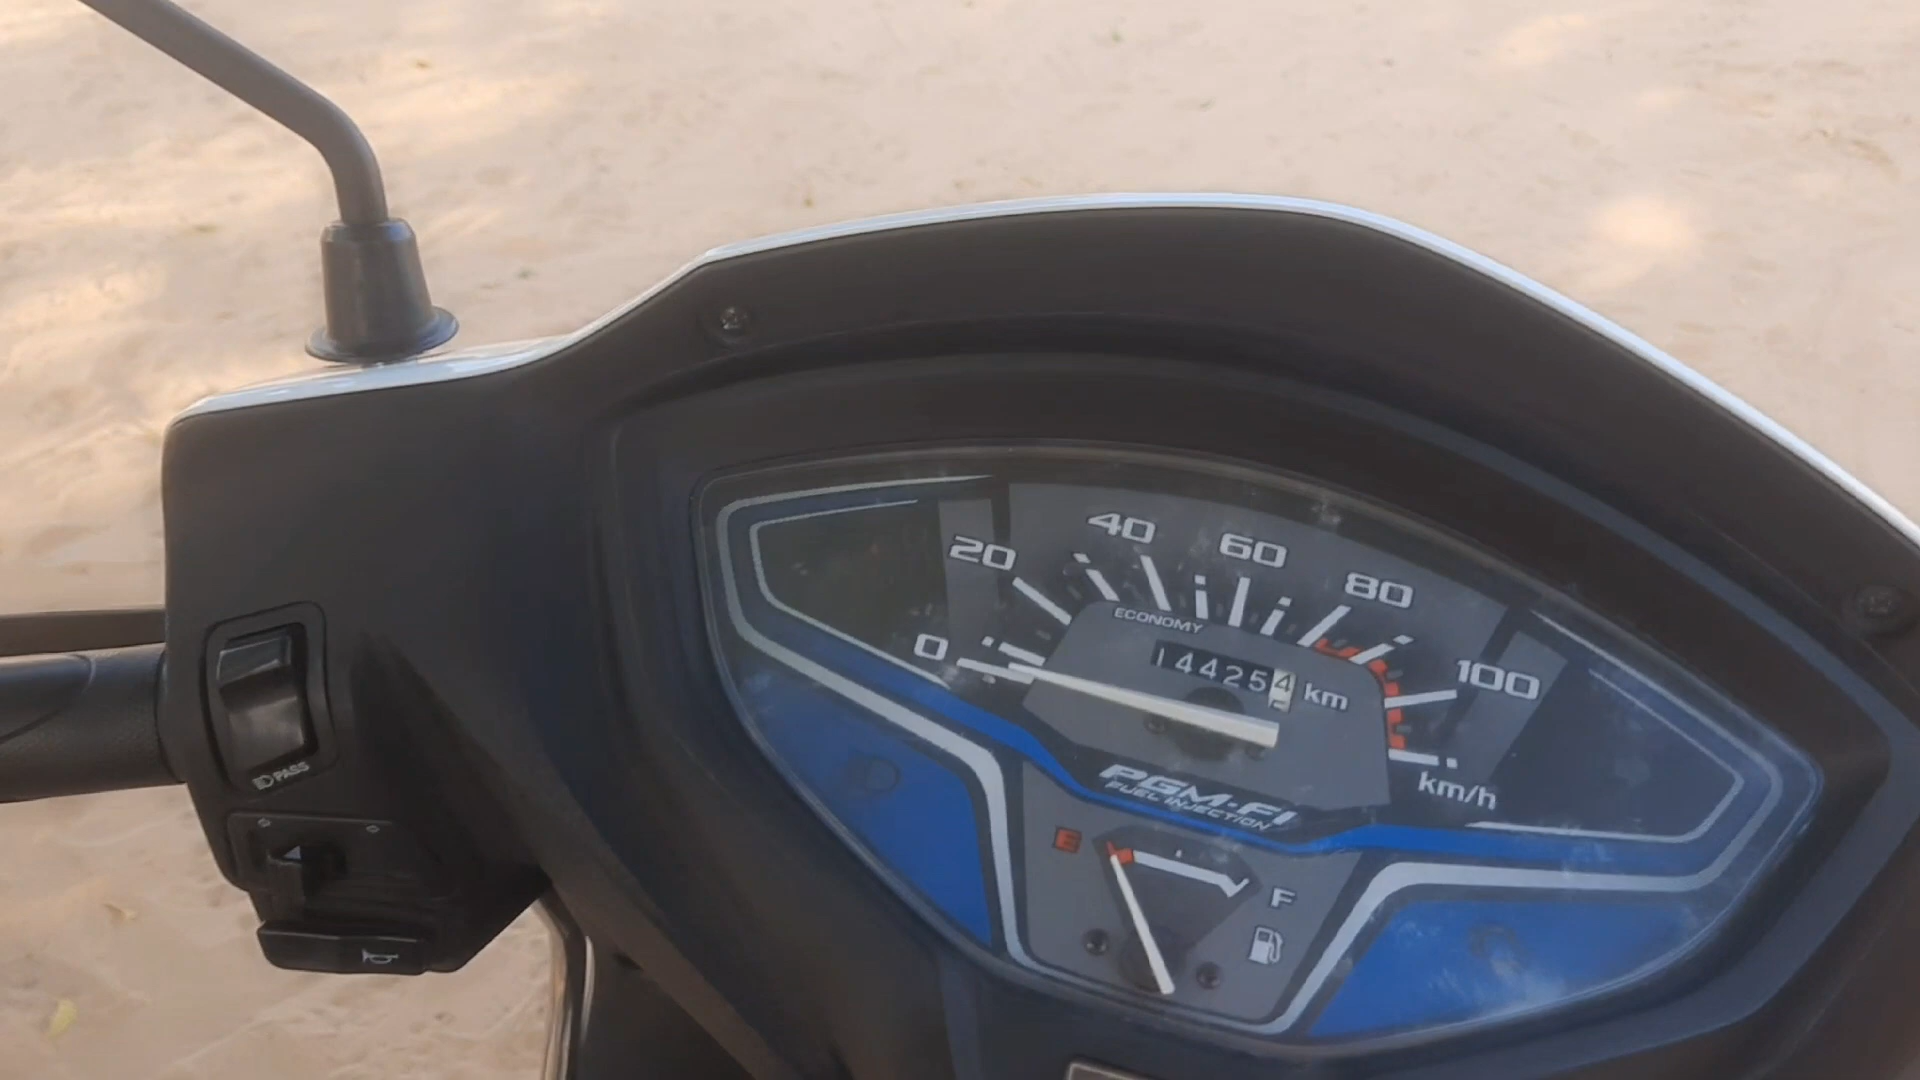 20
40
60
80
100
0
ECONOMY
144254 km
km/h
PGM-FI
FUEL INJECTION
PASS
E
F